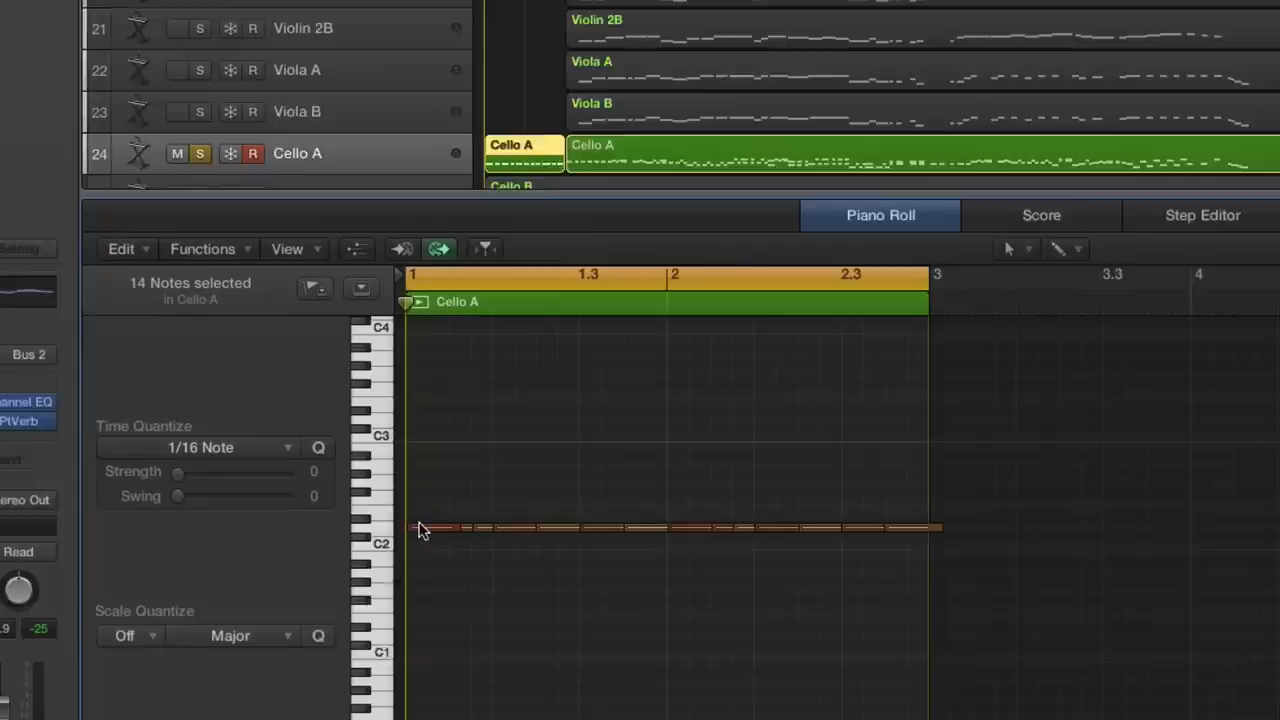 21 S R Violin 2B
Violin 2B
22 S R Viola A
Viola A
23 S R Viola B
Viola B
24 M S R Cello A
Cello A
Cello A
Cello B
Piano Roll
Score
Step Editor
Edit
Functions
View
14 Notes selected
in Cello A
1 1.3 2 2.3 3 3.3 4
Cello A
C4
C3
C2
C1
Time Quantize
1/16 Note
Q
Strength 0
Swing 0
Scale Quantize
Off
Major
Q
Setting
Bus 2
annel EQ
PtVerb
ereo Out
Read
.9
-25